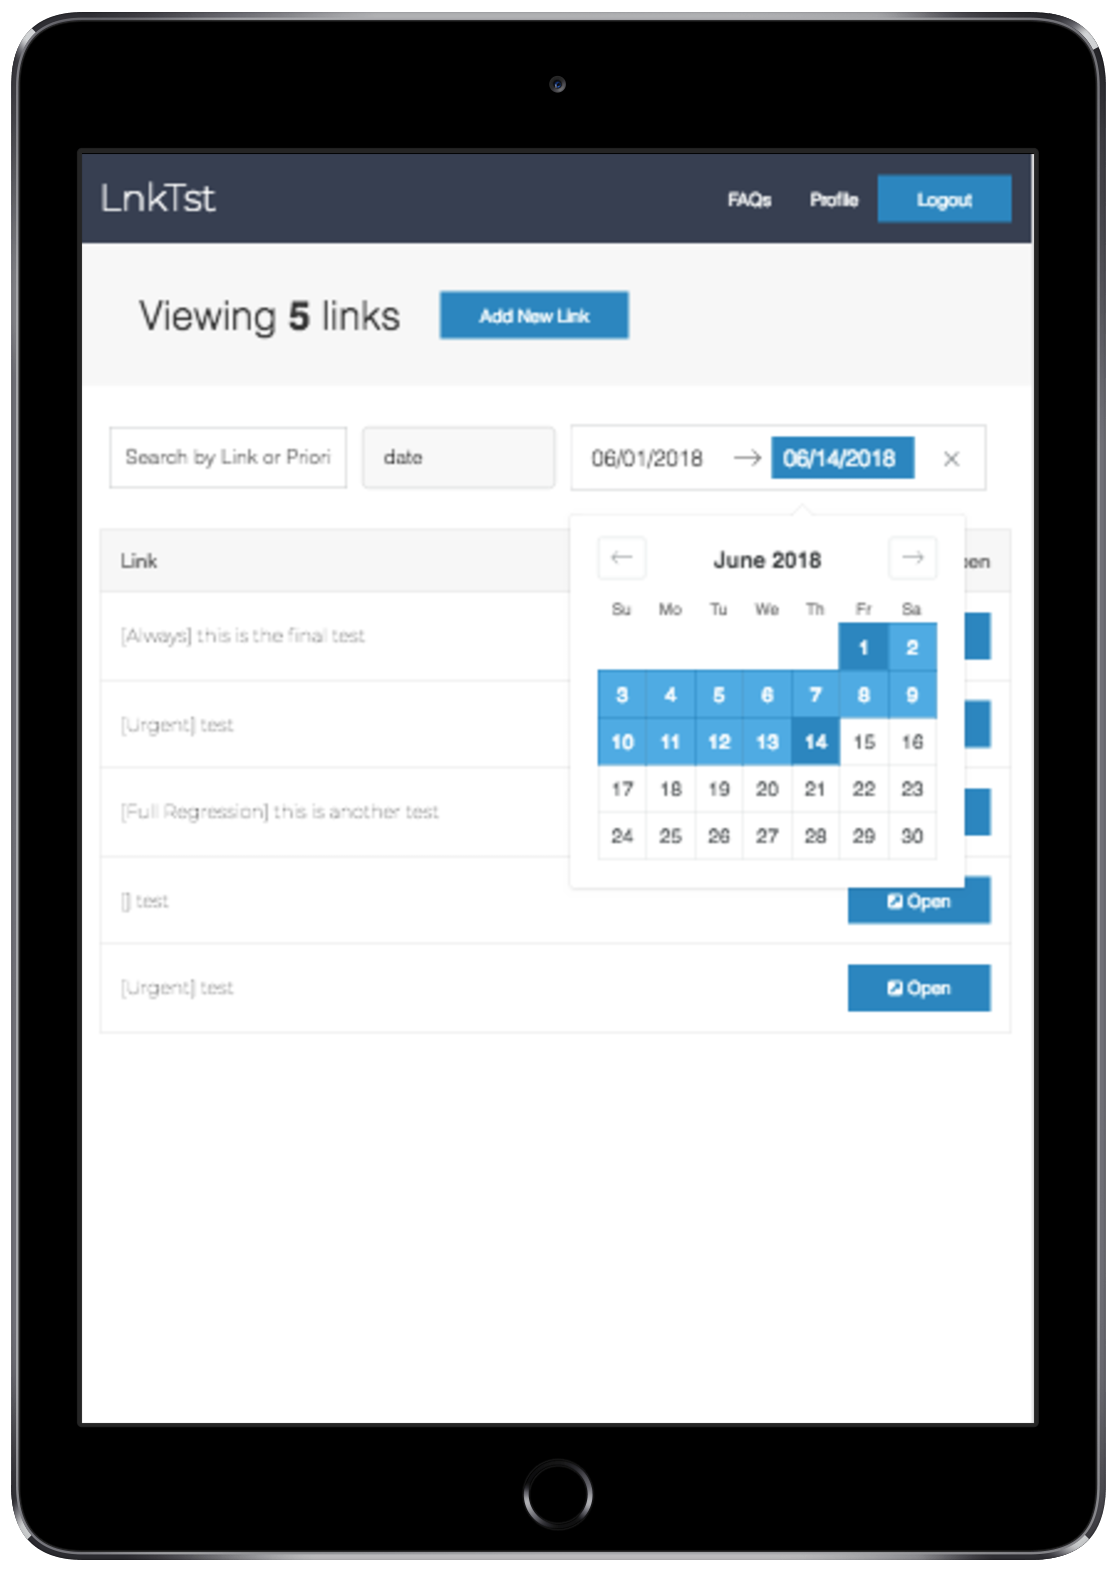 LnkTst
FAQs Profile Logout
Viewing 5 links Add New Link
Search by Link or Priori date 06/01/2018 → 06/14/2018 ×
Link
← June 2018 →
Su Mo Tu We Th Fr Sa
1 2
3 4 5 6 7 8 9
10 11 12 13 14 15 16
17 18 19 20 21 22 23
24 25 26 27 28 29 30
[Always] this is the final test
[Urgent] test
[Full Regression] this is another test
[] test Open
[Urgent] test Open